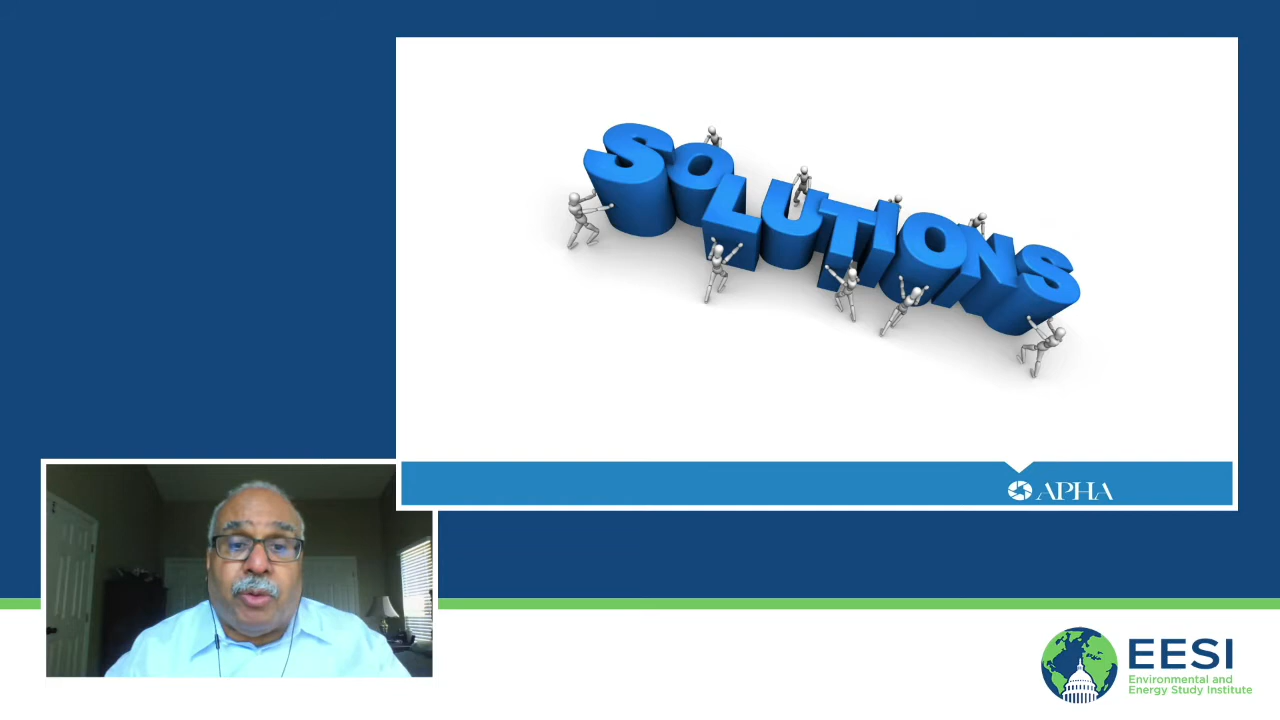 SOLUTIONS
APHA
EESI
Environmental and
Energy Study Institute